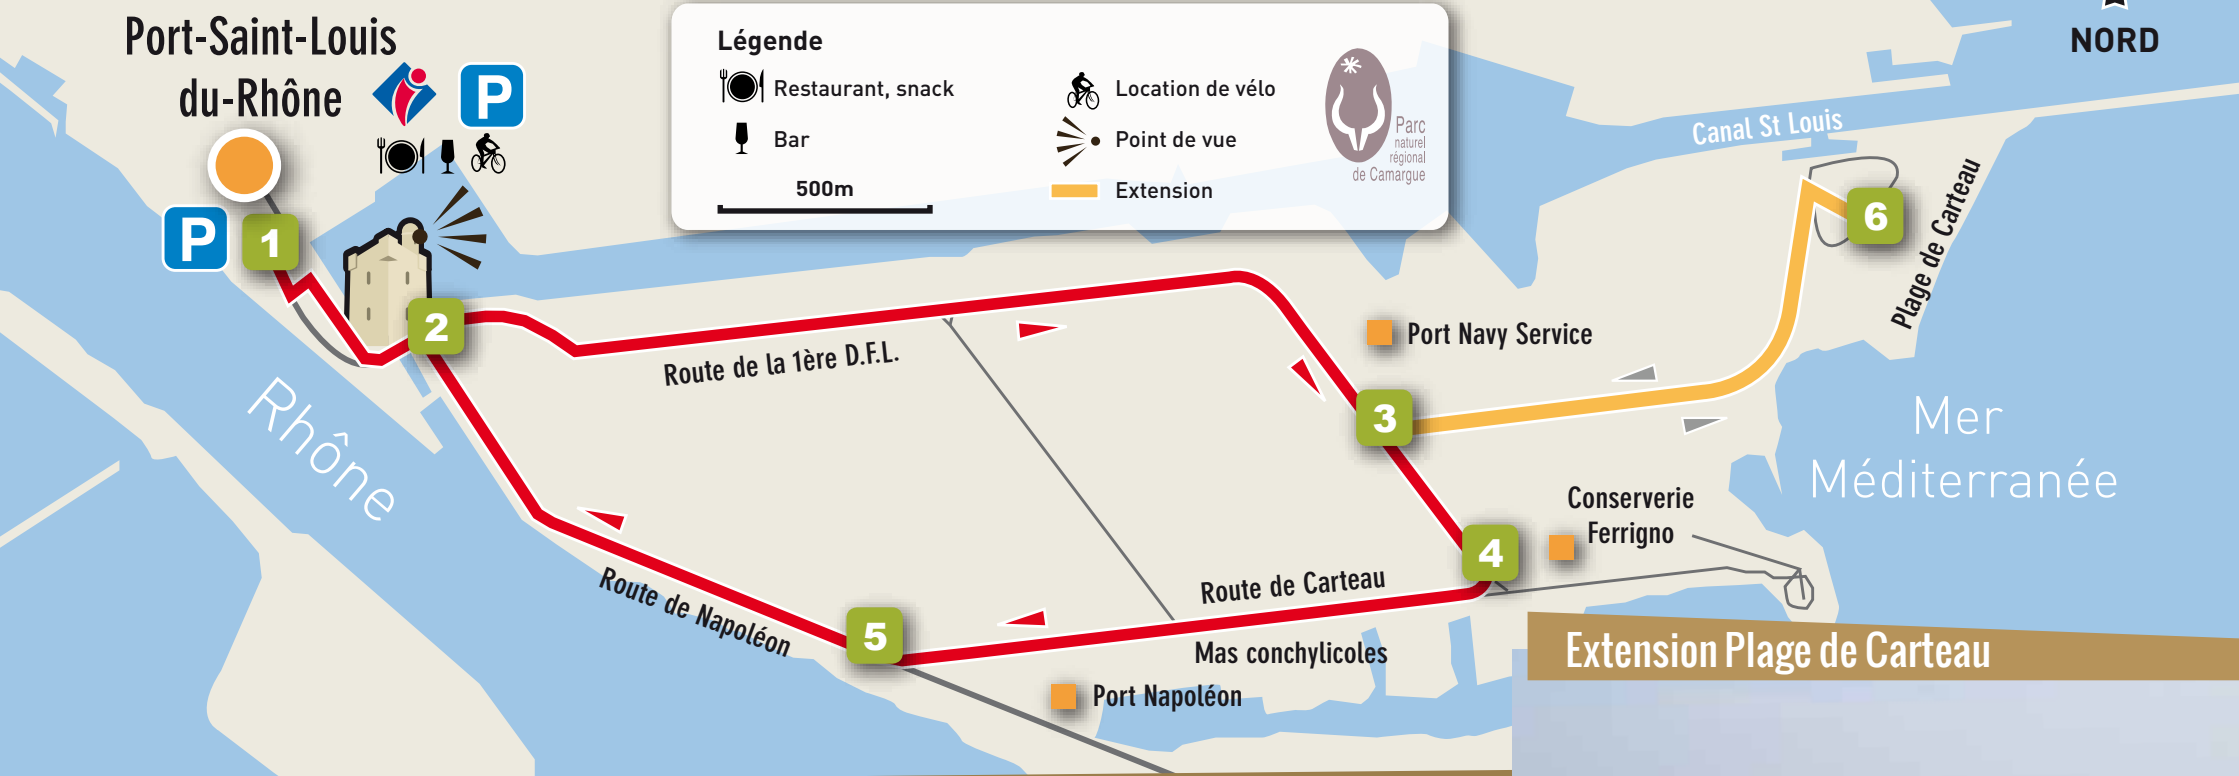 Port-Saint-Louis
du-Rhône
P
P
1
2
3
4
5
6
Légende
Restaurant, snack
Bar
500m
Location de vélo
Point de vue
Extension
Parc
naturel
régional
de Camargue
NORD
Canal St Louis
Plage de Carteau
Port Navy Service
Route de la 1ère D.F.L.
Rhône
Mer
Méditerranée
Conserverie
Ferrigno
Route de Carteau
Route de Napoléon
Mas conchylicoles
Port Napoléon
Extension Plage de Carteau